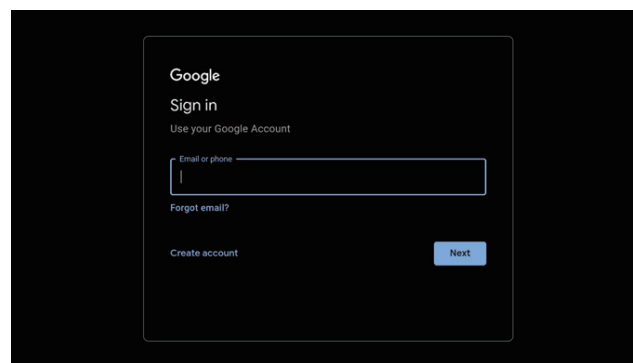 Google
Sign in
Use your Google Account
Email or phone
Forgot email?
Create account
Next